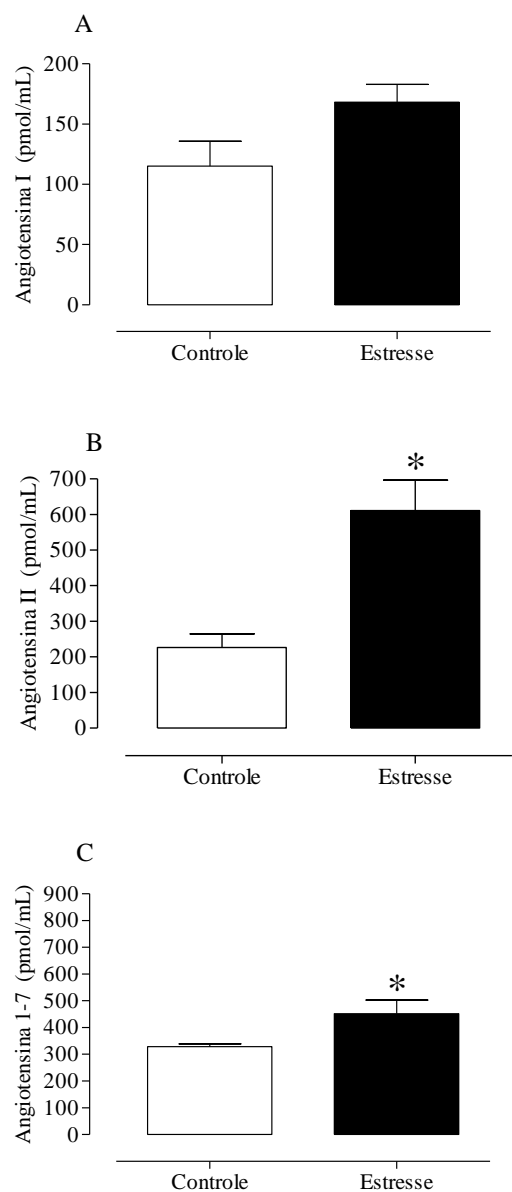 A
Angiotensina I (pmol/mL)
200
150
100
50
0
Controle
Estresse
B
Angiotensina II (pmol/mL)
*
700
600
500
400
300
200
100
0
Controle
Estresse
C
Angiotensina 1-7 (pmol/mL)
*
900
800
700
600
500
400
300
200
100
0
Controle
Estresse